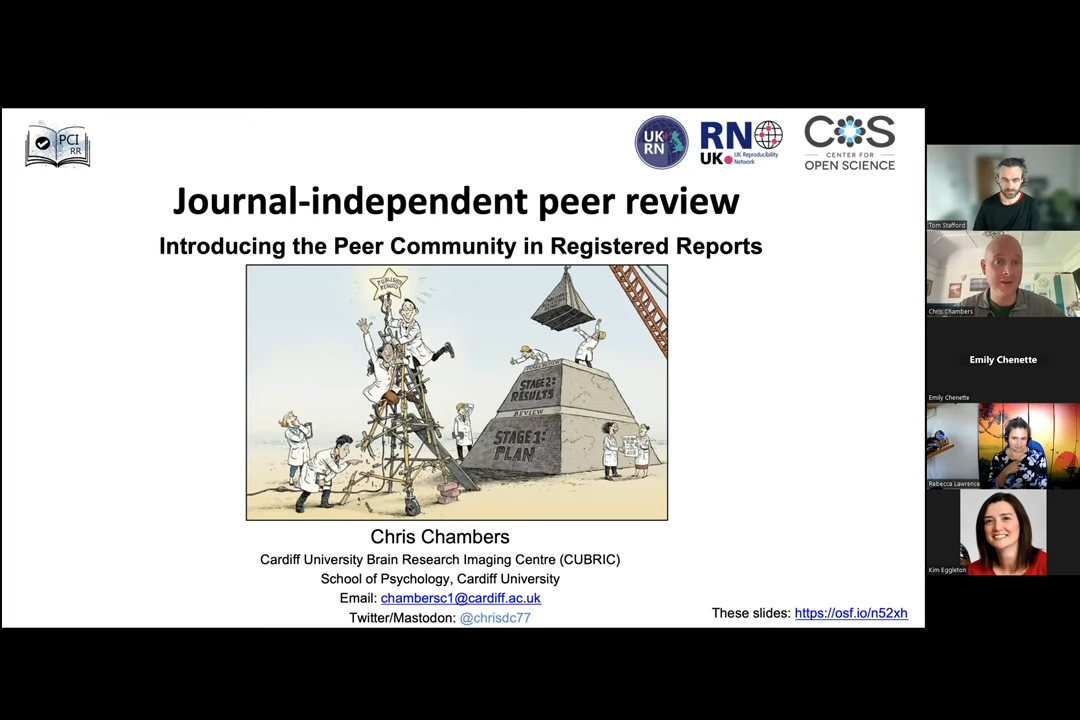 PCI
RR
UK
RN
RN
UK
UK Reproducibility
Network
COS
CENTER FOR
OPEN SCIENCE
Journal-independent peer review
Introducing the Peer Community in Registered Reports
PUBLISHED
RESULTS
STAGE 2:
RESULTS
REVIEW
STAGE 1:
PLAN
Chris Chambers
Cardiff University Brain Research Imaging Centre (CUBRIC)
School of Psychology, Cardiff University
Email: chambersc1@cardiff.ac.uk
Twitter/Mastodon: @chrisdc77
These slides: https://osf.io/n52xh
Tom Stafford
Chris Chambers
Emily Chenette
Emily Chenette
Rebecca Lawrence
Kim Eggleton